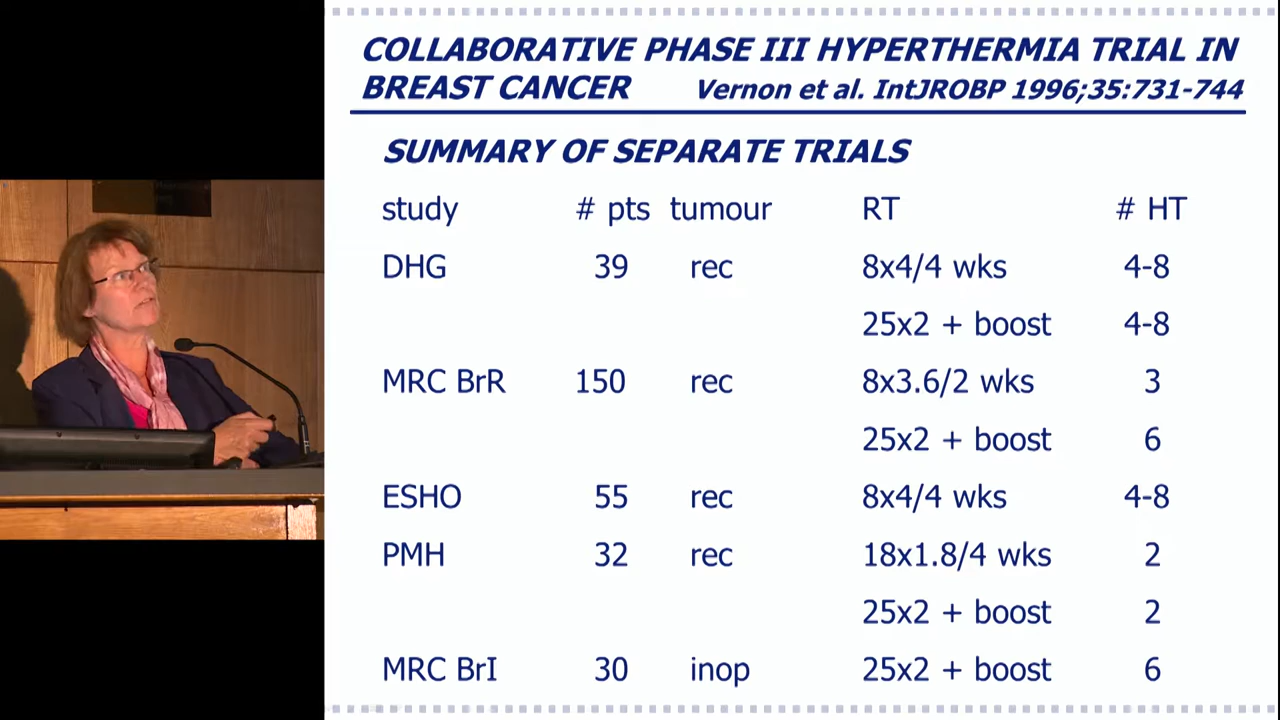 COLLABORATIVE PHASE III HYPERTHERMIA TRIAL IN
BREAST CANCER Vernon et al. IntJROBP 1996;35:731-744
SUMMARY OF SEPARATE TRIALS
study # pts tumour RT # HT
DHG 39 rec 8x4/4 wks 4-8
25x2 + boost 4-8
MRC BrR 150 rec 8x3.6/2 wks 3
25x2 + boost 6
ESHO 55 rec 8x4/4 wks 4-8
PMH 32 rec 18x1.8/4 wks 2
25x2 + boost 2
MRC BrI 30 inop 25x2 + boost 6